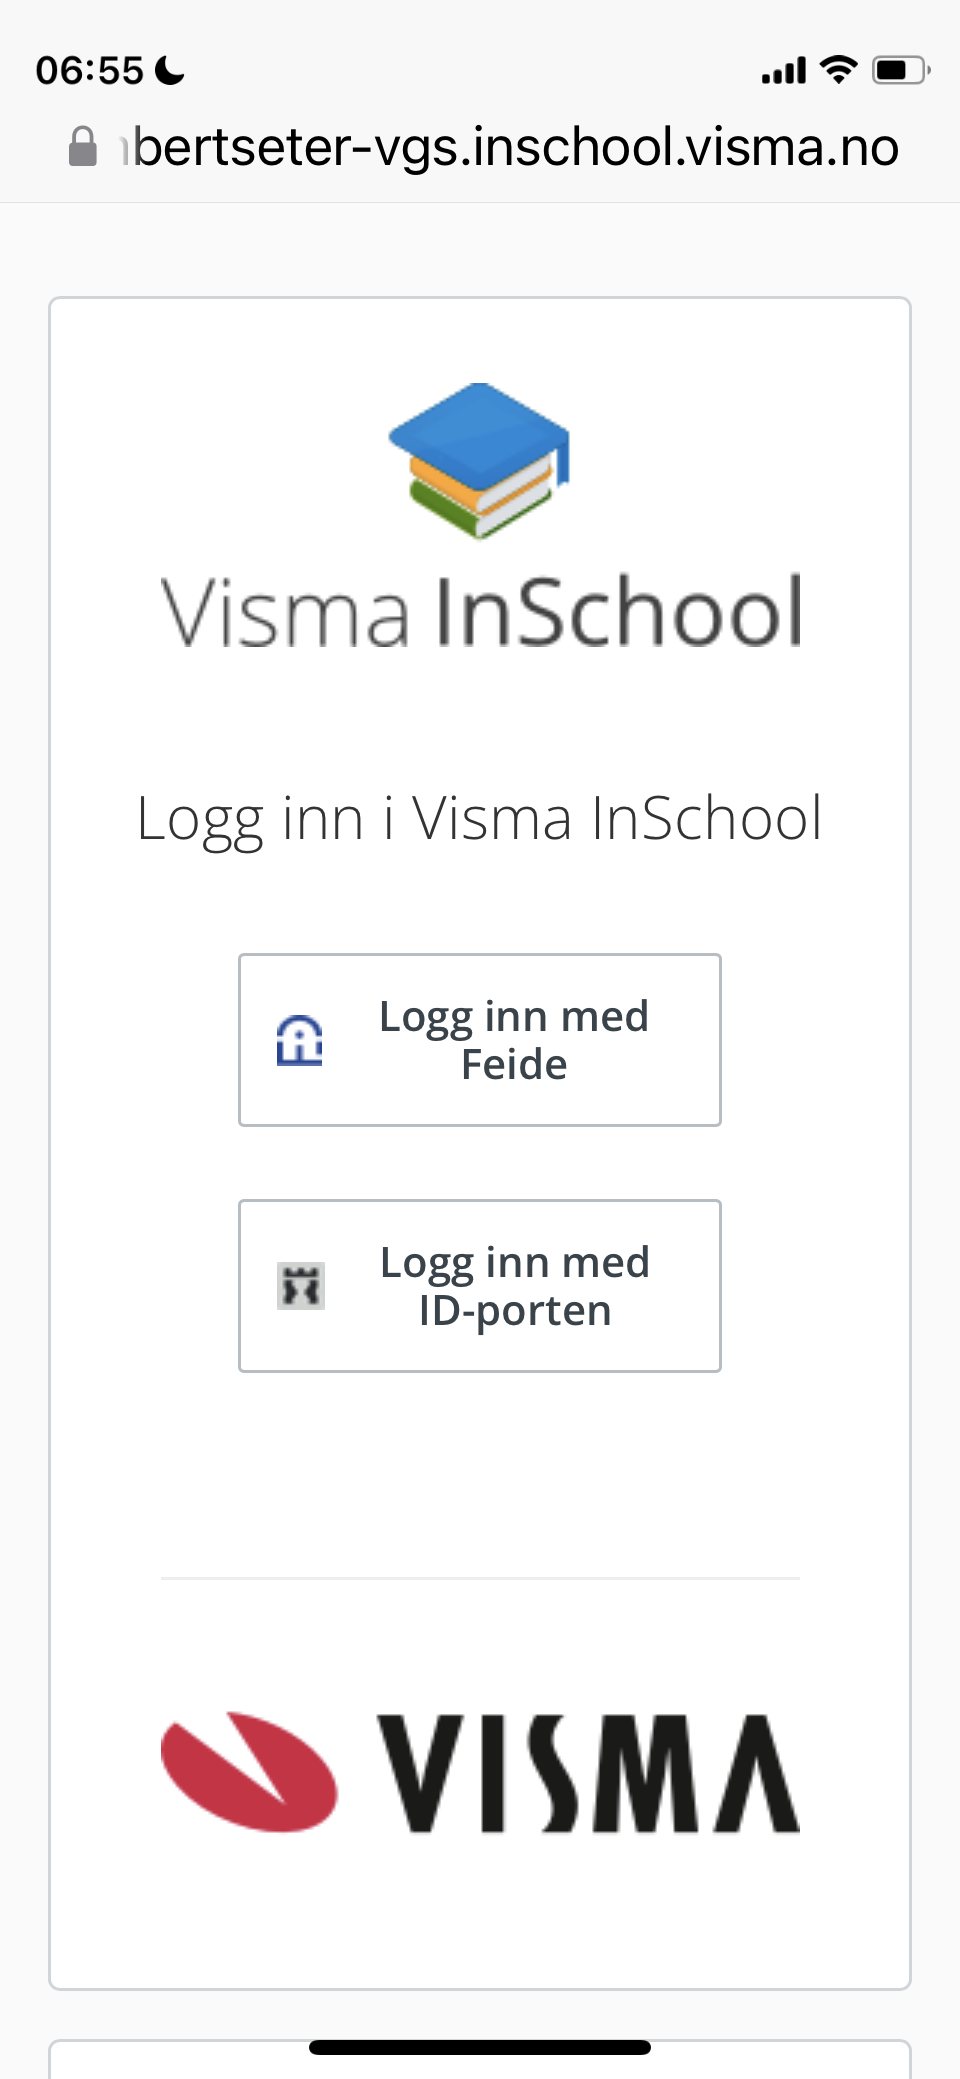 06:55
bertseter-vgs.inschool.visma.no
Visma InSchool
Logg inn i Visma InSchool
Logg inn med
Feide
Logg inn med
ID-porten
VISMA